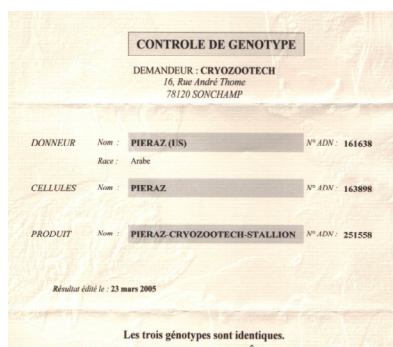 CONTROLE DE GENOTYPE
DEMANDEUR : CRYOZOOTECH
16, Rue André Thome
78120 SONCHAMP
DONNEUR Nom : PIERAZ (US) N° ADN : 161638
Race : Arabe
CELLULES Nom : PIERAZ N° ADN : 163898
PRODUIT Nom : PIERAZ-CRYOZOOTECH-STALLION N° ADN : 251558
Résultat édité le : 23 mars 2005
Les trois génotypes sont identiques.